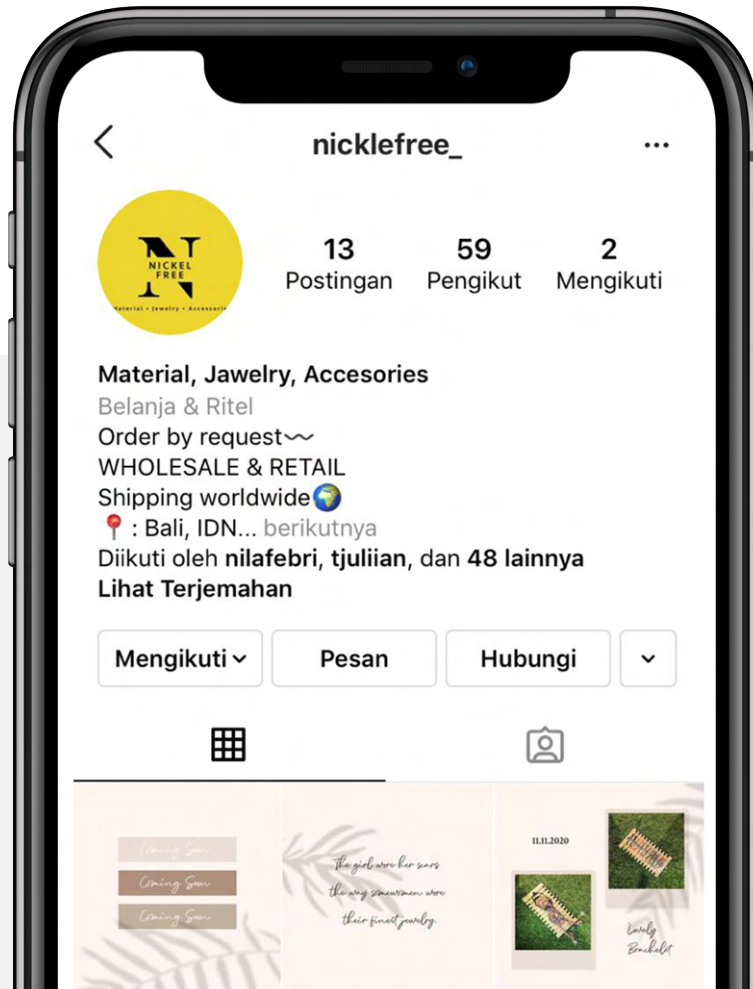 nicklefree_
NICKEL
FREE
Material • Jewelry • Accessorie
13
Postingan
59
Pengikut
2
Mengikuti
Material, Jawelry, Accesories
Belanja & Ritel
Order by request
WHOLESALE & RETAIL
Shipping worldwide🌍
📍 : Bali, IDN... berikutnya
Diikuti oleh nilafebri, tjuliian, dan 48 lainnya
Lihat Terjemahan
Mengikuti
Pesan
Hubungi
Coming Soon
Coming Soon
Coming Soon
The girl wore her scars
the way somewomen wore
their finest jewelry.
11.11.2020
Lovely